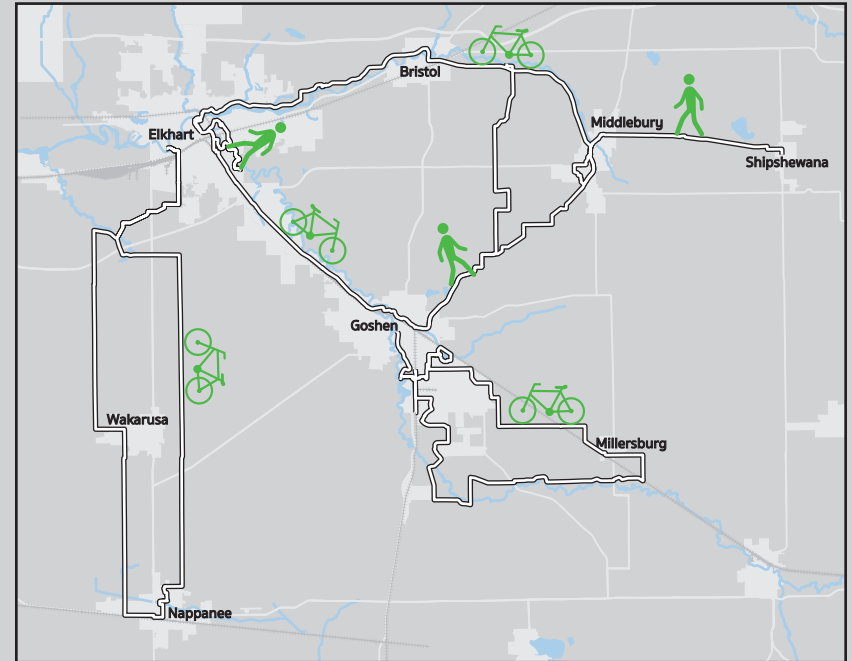 Bristol
Middlebury
Elkhart
Shipshewana
Goshen
Wakarusa
Millersburg
Nappanee